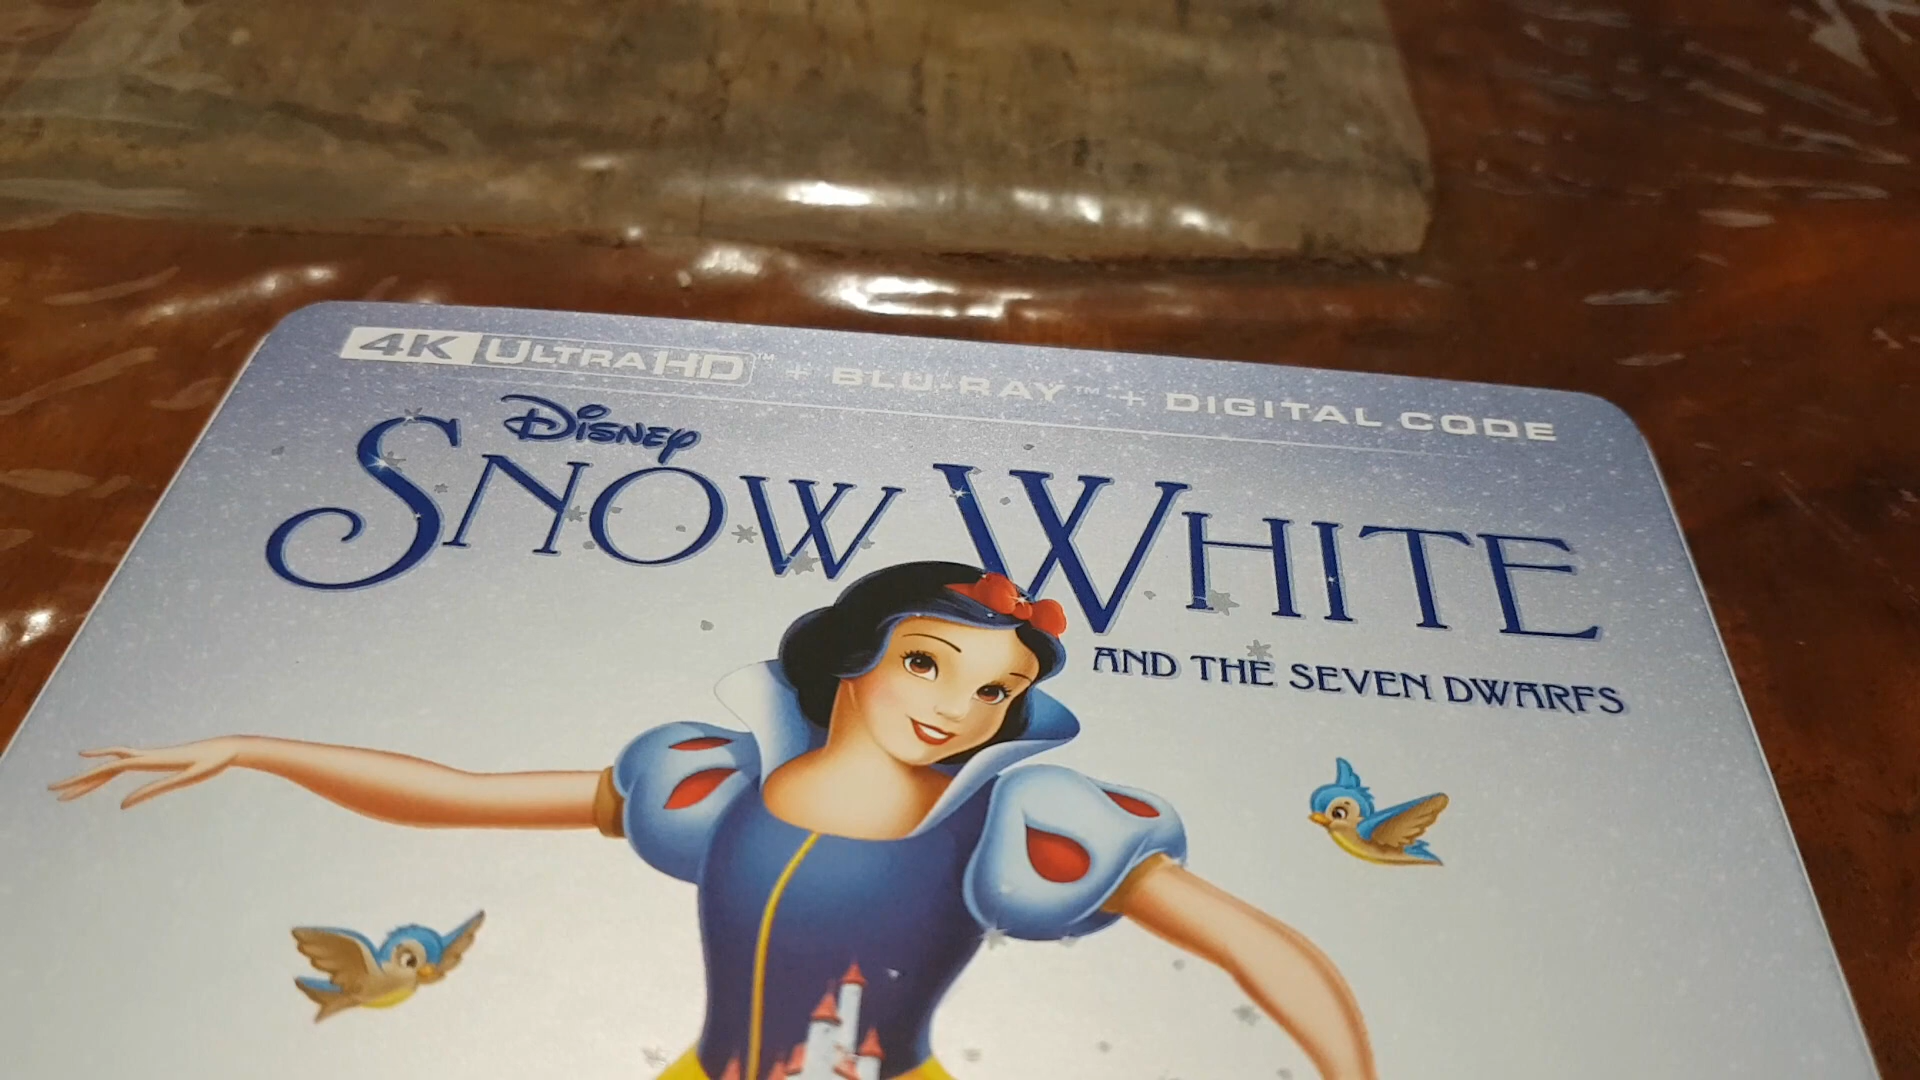 4K ULTRA HD™ + BLU-RAY™ + DIGITAL CODE
DISNEY
SNOW WHITE
AND THE SEVEN DWARFS